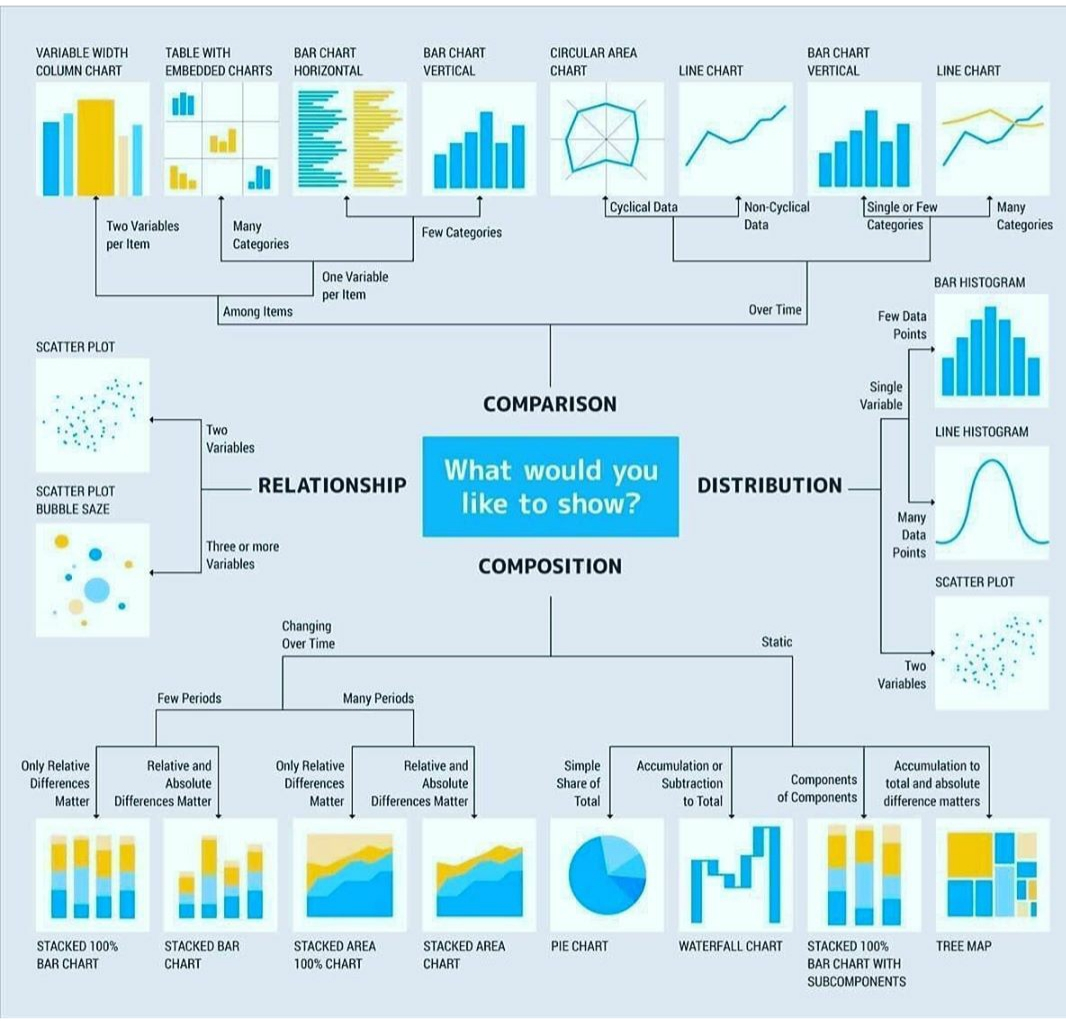 VARIABLE WIDTH
COLUMN CHART
TABLE WITH
EMBEDDED CHARTS
BAR CHART
HORIZONTAL
BAR CHART
VERTICAL
CIRCULAR AREA
CHART
LINE CHART
BAR CHART
VERTICAL
LINE CHART
Two Variables
per Item
Many
Categories
Few Categories
One Variable
per Item
Among Items
Cyclical Data
Non-Cyclical
Data
Single or Few
Categories
Many
Categories
Over Time
COMPARISON
What would you
like to show?
SCATTER PLOT
Two
Variables
RELATIONSHIP
SCATTER PLOT
BUBBLE SAZE
Three or more
Variables
DISTRIBUTION
Single
Variable
Few Data
Points
BAR HISTOGRAM
LINE HISTOGRAM
Many
Data
Points
SCATTER PLOT
Two
Variables
COMPOSITION
Changing
Over Time
Static
Few Periods
Many Periods
Only Relative
Differences
Matter
Relative and
Absolute
Differences Matter
Only Relative
Differences
Matter
Relative and
Absolute
Differences Matter
Simple
Share of
Total
Accumulation or
Subtraction
to Total
Components
of Components
Accumulation to
total and absolute
difference matters
STACKED 100%
BAR CHART
STACKED BAR
CHART
STACKED AREA
100% CHART
STACKED AREA
CHART
PIE CHART
WATERFALL CHART
STACKED 100%
BAR CHART WITH
SUBCOMPONENTS
TREE MAP